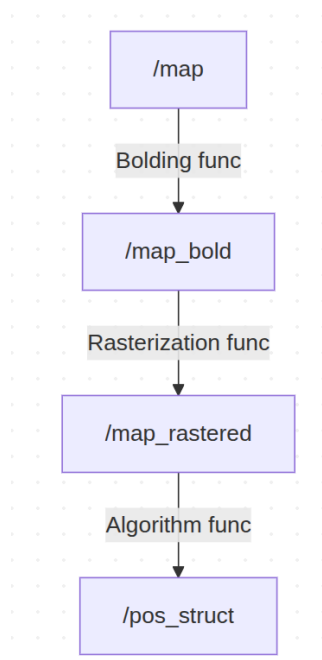 /map
Bolding func
/map_bold
Rasterization func
/map_rastered
Algorithm func
/pos_struct